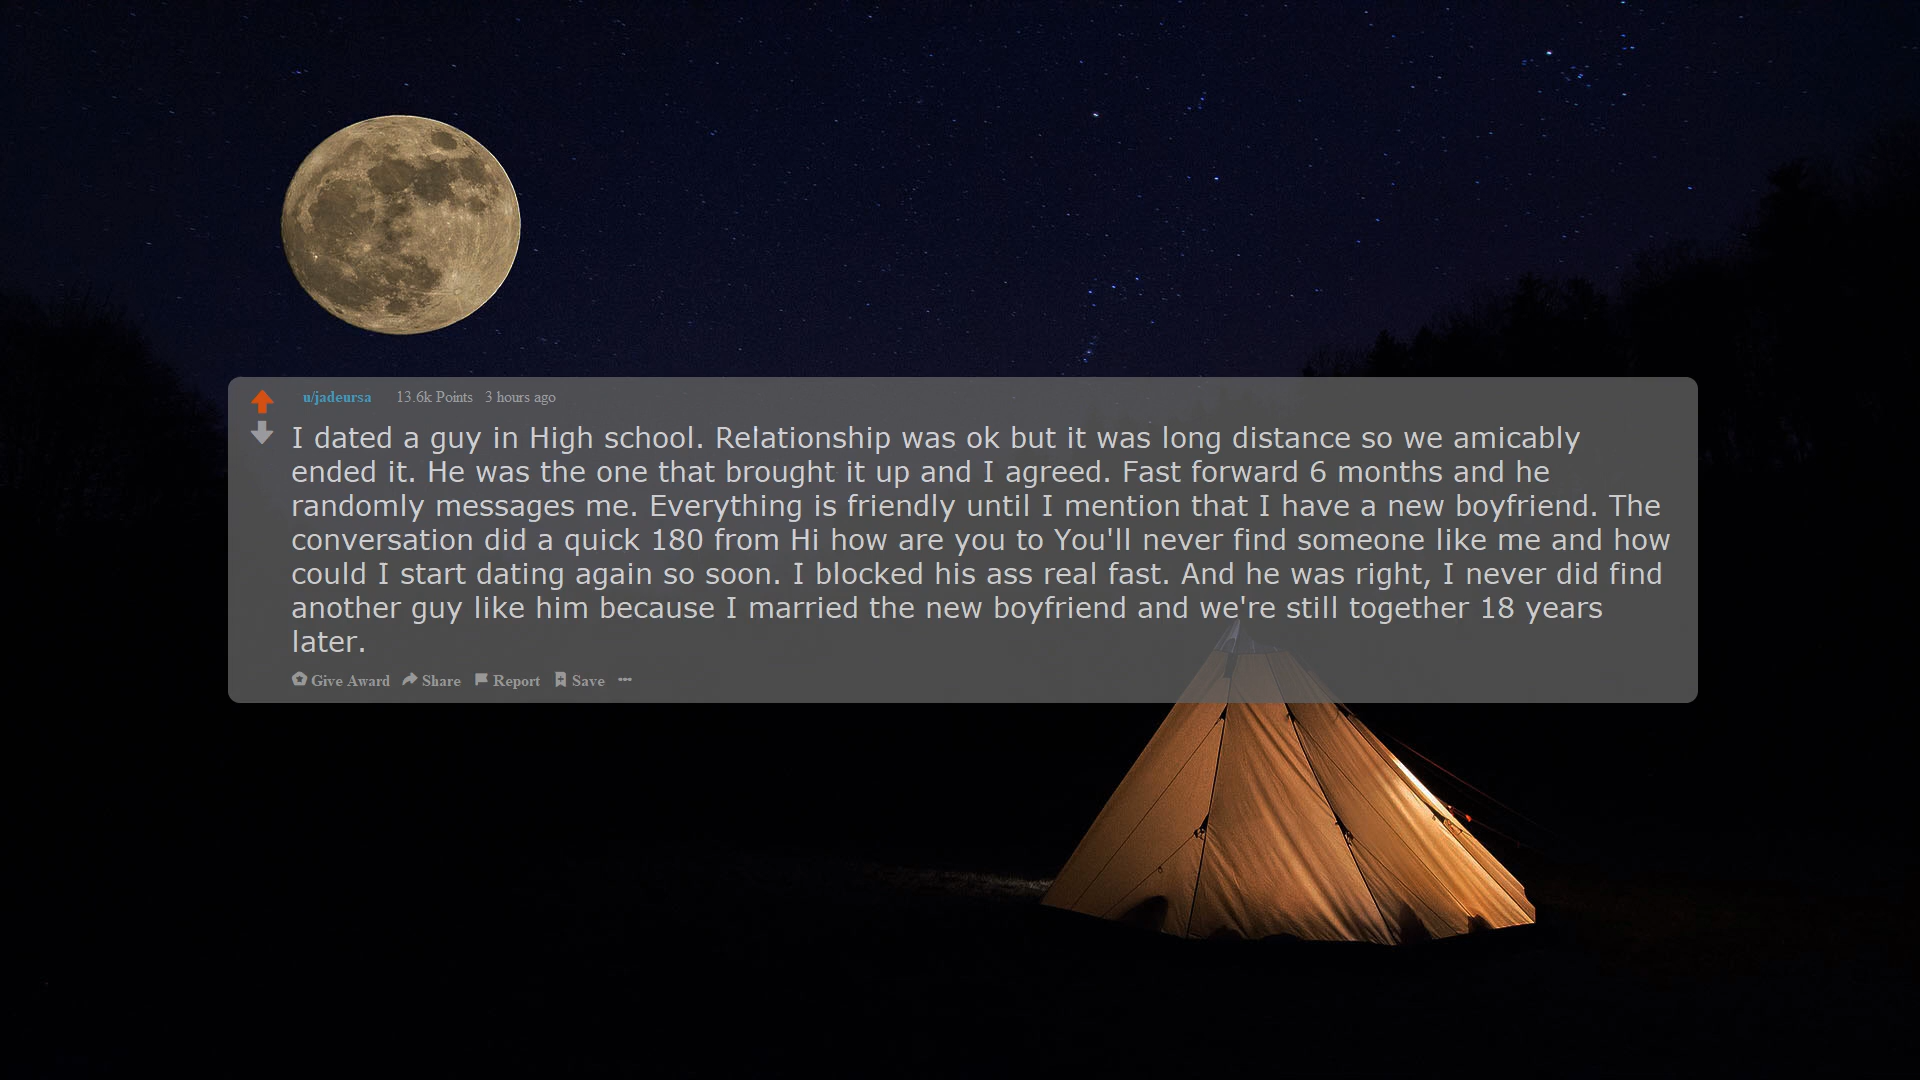 u/jadeursa 13.6k Points 3 hours ago
I dated a guy in High school. Relationship was ok but it was long distance so we amicably
ended it. He was the one that brought it up and I agreed. Fast forward 6 months and he
randomly messages me. Everything is friendly until I mention that I have a new boyfriend. The
conversation did a quick 180 from Hi how are you to You'll never find someone like me and how
could I start dating again so soon. I blocked his ass real fast. And he was right, I never did find
another guy like him because I married the new boyfriend and we're still together 18 years
later.
Give Award Share Report Save ···